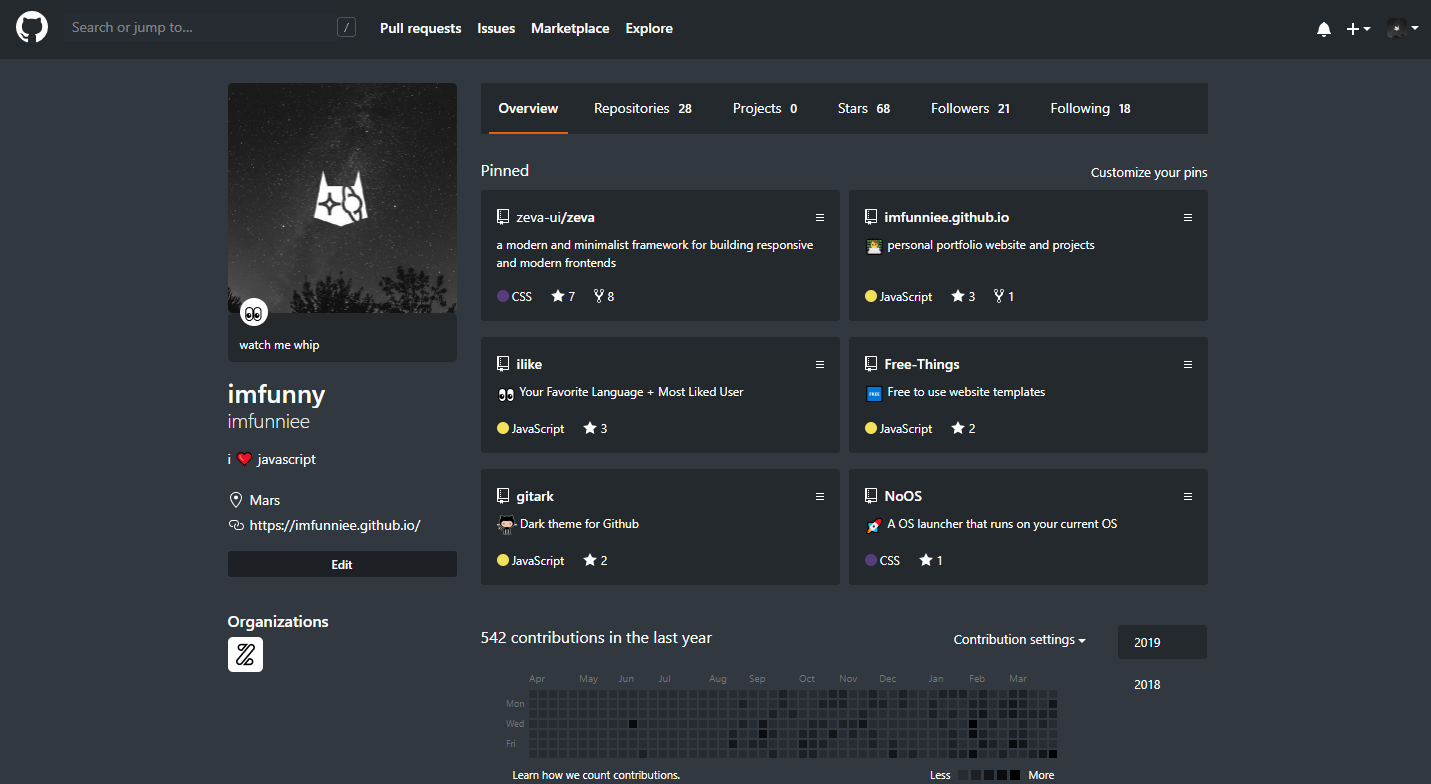 Search or jump to... /
Pull requests Issues Marketplace Explore
watch me whip
imfunny
imfunniee
i ❤️ javascript
Mars
https://imfunniee.github.io/
Edit
Organizations
Overview Repositories 28 Projects 0 Stars 68 Followers 21 Following 18
Pinned
Customize your pins
zeva-ui/zeva
a modern and minimalist framework for building responsive
and modern frontends
CSS 7 8
imfunniee.github.io
personal portfolio website and projects
JavaScript 3 1
ilike
Your Favorite Language + Most Liked User
JavaScript 3
Free-Things
FREE Free to use website templates
JavaScript 2
gitark
Dark theme for Github
JavaScript 2
NoOS
A OS launcher that runs on your current OS
CSS 1
542 contributions in the last year
Contribution settings
2019
2018
Apr May Jun Jul Aug Sep Oct Nov Dec Jan Feb Mar
Mon
Wed
Fri
Learn how we count contributions.
Less More